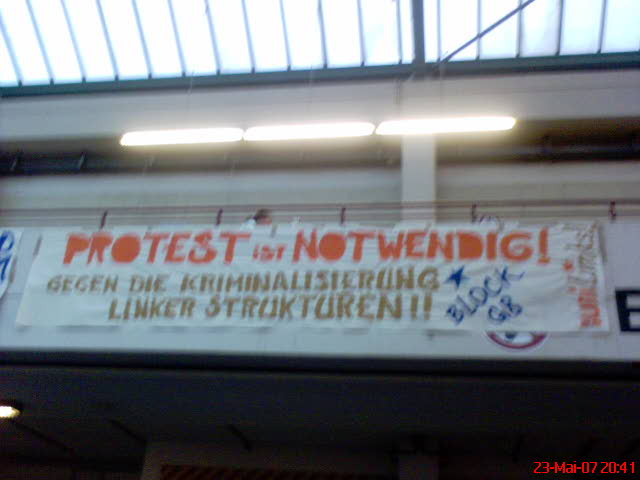 PROTEST IST NOTWENDIG!
GEGEN DIE KRIMINALISIERUNG
LINKER STRUKTUREN!!
BLOCK
G8
23-Mai-07 20:41